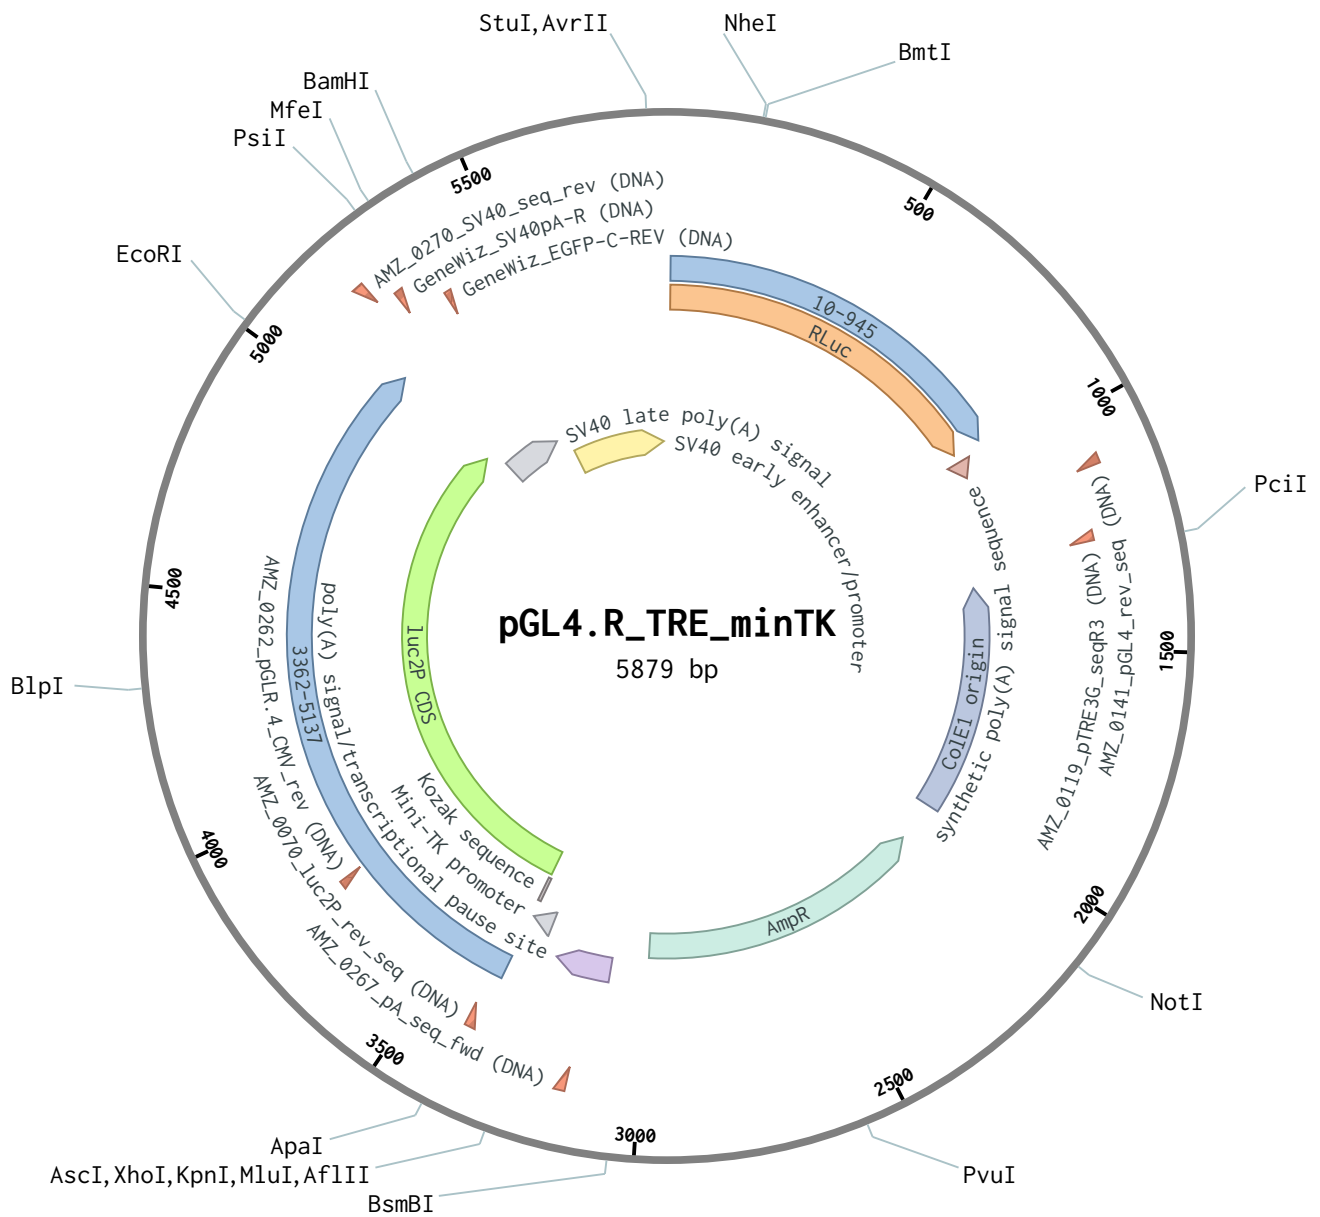 StuI,AvrII
NheI
BmtI
BamHI
MfeI
PsiI
EcoRI
5500
500
5000
1000
AMZ_0270_SV40_seq_rev (DNA)
GeneWiz_SV40pA-R (DNA)
GeneWiz_EGFP-C-REV (DNA)
10-945
RLuc
SV40 late poly(A) signal
SV40 early enhancer/promoter
PciI
synthetic poly(A) signal sequence
AMZ_0141_pGL4_rev_seq (DNA)
AMZ_0119_pTRE3G_seqR3 (DNA)
4500
pGL4.R_TRE_minTK
5879 bp
1500
BlpI
ColE1 origin
luc2P CDS
3362-5137
AMZ_0262_pGLR.4_CMV_rev (DNA)
poly(A) signal/transcriptional pause site
Kozak sequence
Mini-TK promoter
AMZ_0070_luc2P_rev_seq (DNA)
AMZ_0267_pA_seq_fwd (DNA)
4000
AmpR
2000
NotI
3500
2500
3000
ApaI
AscI,XhoI,KpnI,MluI,AflII
BsmBI
PvuI